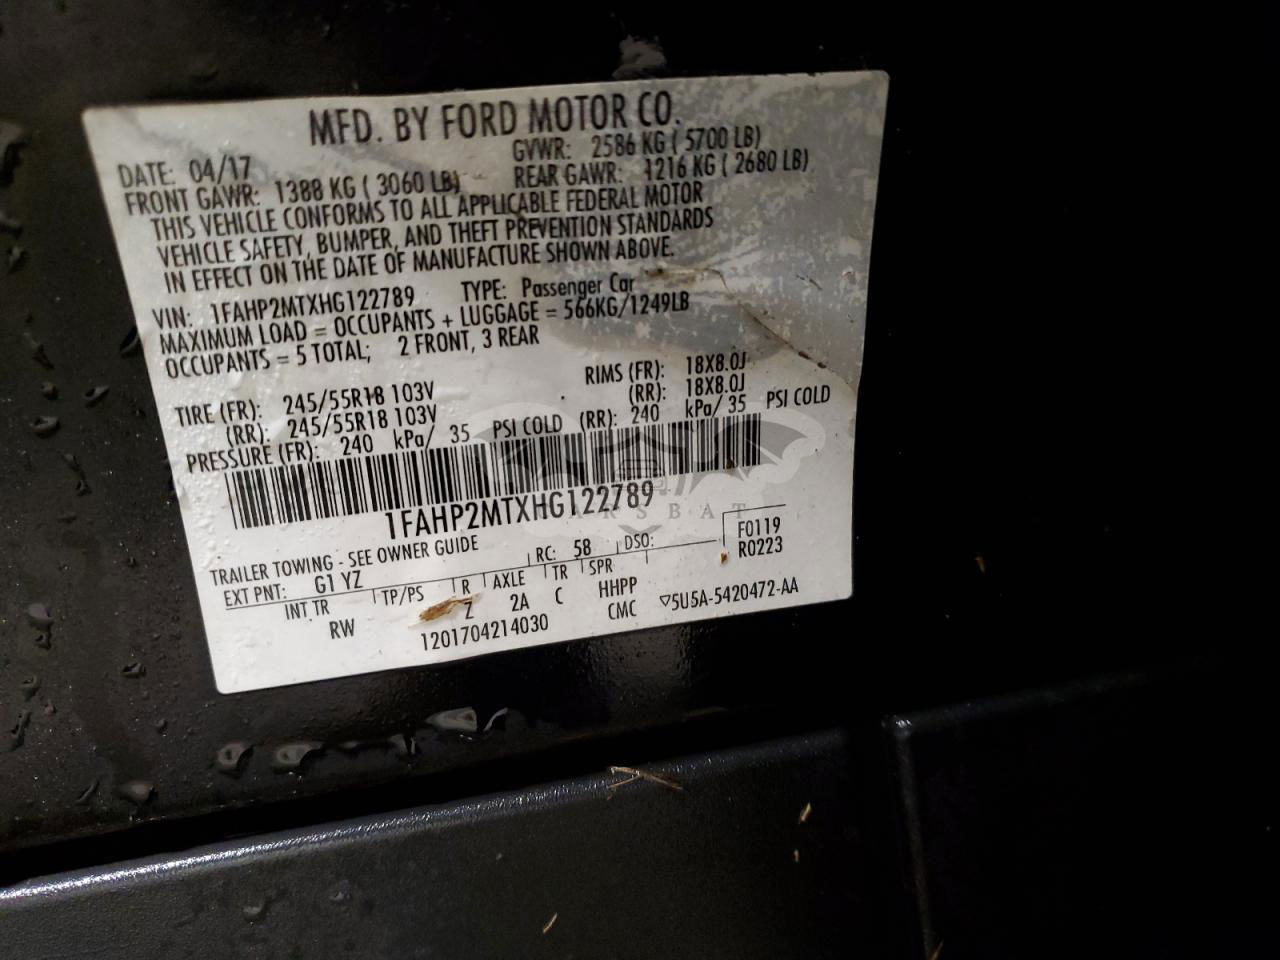 MFD. BY FORD MOTOR CO.
DATE: 04/17 GVWR: 2586 KG ( 5700 LB)
FRONT GAWR: 1388 KG ( 3060 LB) REAR GAWR: 1216 KG ( 2680 LB)
THIS VEHICLE CONFORMS TO ALL APPLICABLE FEDERAL MOTOR
VEHICLE SAFETY, BUMPER, AND THEFT PREVENTION STANDARDS
IN EFFECT ON THE DATE OF MANUFACTURE SHOWN ABOVE.
VIN: 1FAHP2MTXHG122789 TYPE: Passenger Car
MAXIMUM LOAD = OCCUPANTS + LUGGAGE = 566KG/1249LB
OCCUPANTS = 5 TOTAL; 2 FRONT, 3 REAR
TIRE (FR): 245/55R18 103V RIMS (FR): 18X8.0J
(RR): 245/55R18 103V (RR): 18X8.0J
PRESSURE (FR): 240 kPa/ 35 PSI COLD (RR): 240 kPa/ 35 PSI COLD
1FAHP2MTXHG122789
CARSBAT
TRAILER TOWING - SEE OWNER GUIDE
EXT PNT: G1 YZ RC: 58 DSO: F0119
R0223
INT TR TP/PS R AXLE TR SPR
RW Z 2A C HHPP
1201704214030 CMC ▽5U5A-5420472-AA